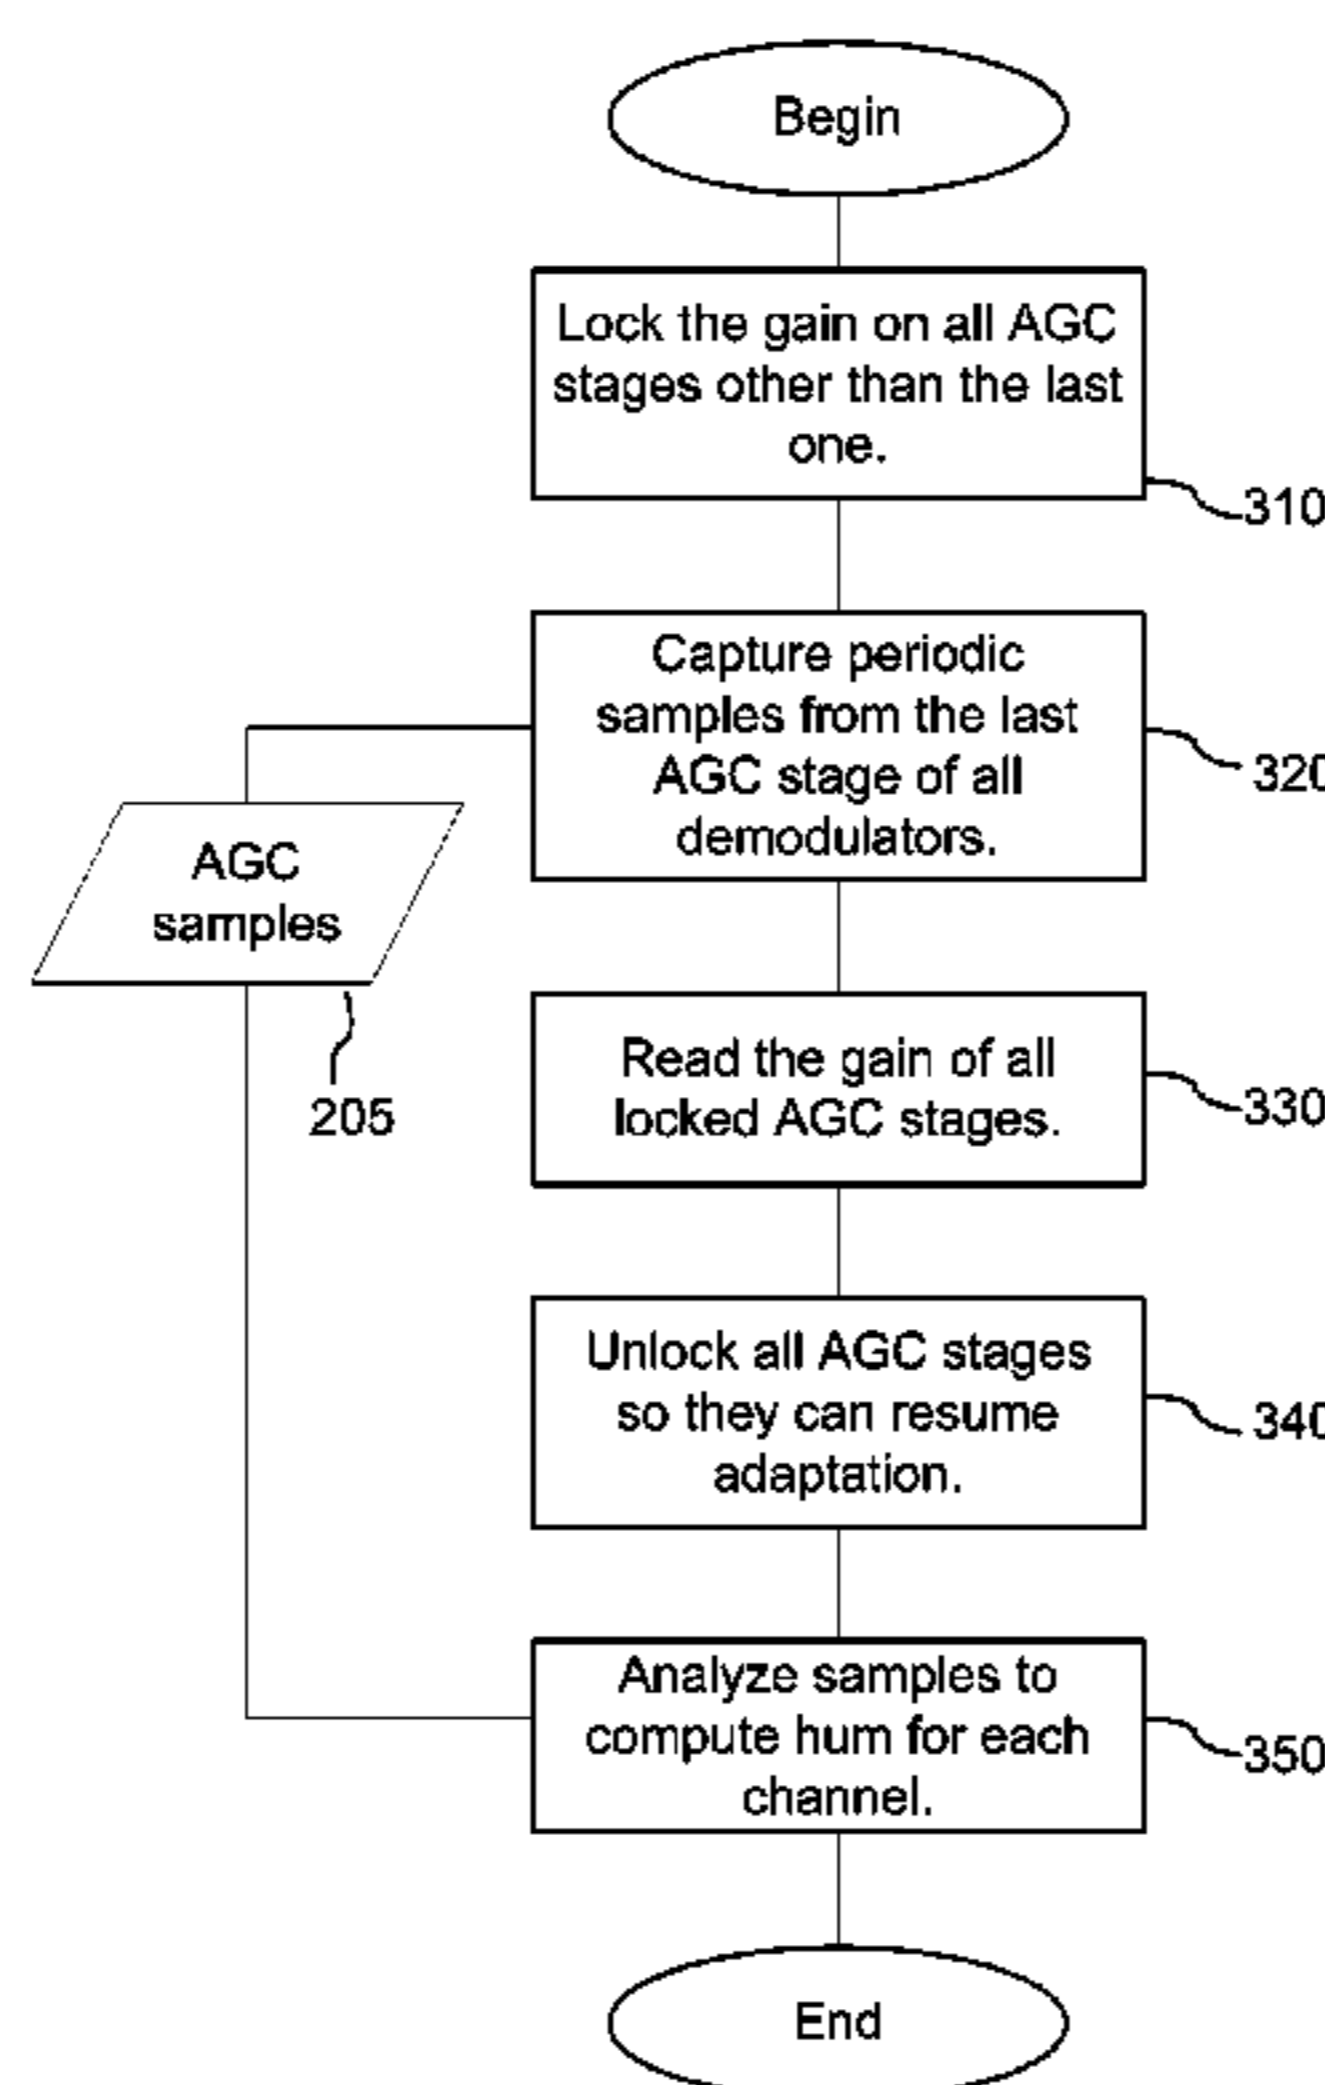 Begin
Lock the gain on all AGC
stages other than the last
one.
310
Capture periodic
samples from the last
AGC stage of all
demodulators.
320
AGC
samples
205
Read the gain of all
locked AGC stages.
330
Unlock all AGC stages
so they can resume
adaptation.
340
Analyze samples to
compute hum for each
channel.
350
End